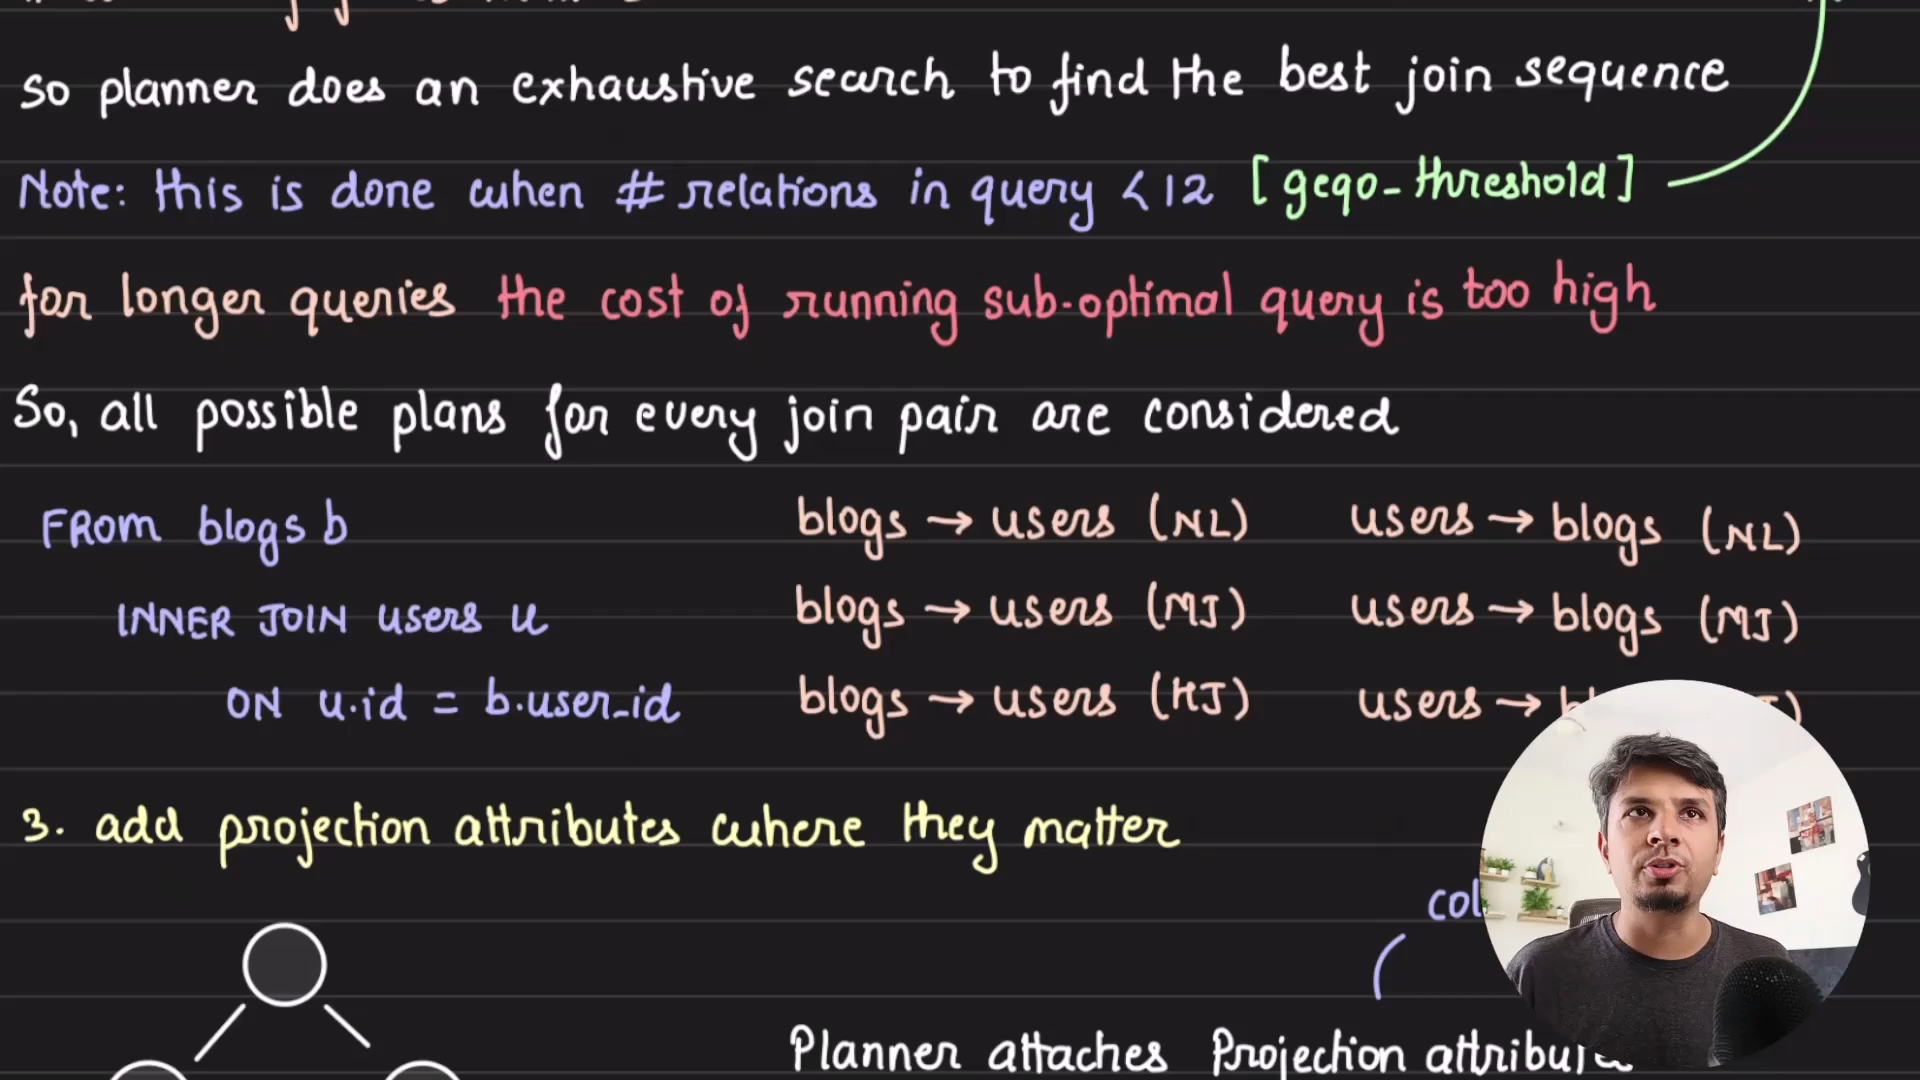 so planner does an exhaustive search to find the best join sequence
Note: this is done when # relations in query < 12 [geqo-threshold]
for longer queries the cost of running sub-optimal query is too high
So, all possible plans for every join pair are considered
FROM blogs b
INNER JOIN users u
ON u.id = b.user_id
blogs → users (NL)
blogs → users (MJ)
blogs → users (HJ)
users → blogs (NL)
users → blogs (MJ)
users →
3. add projection attributes where they matter
Planner attaches Projection